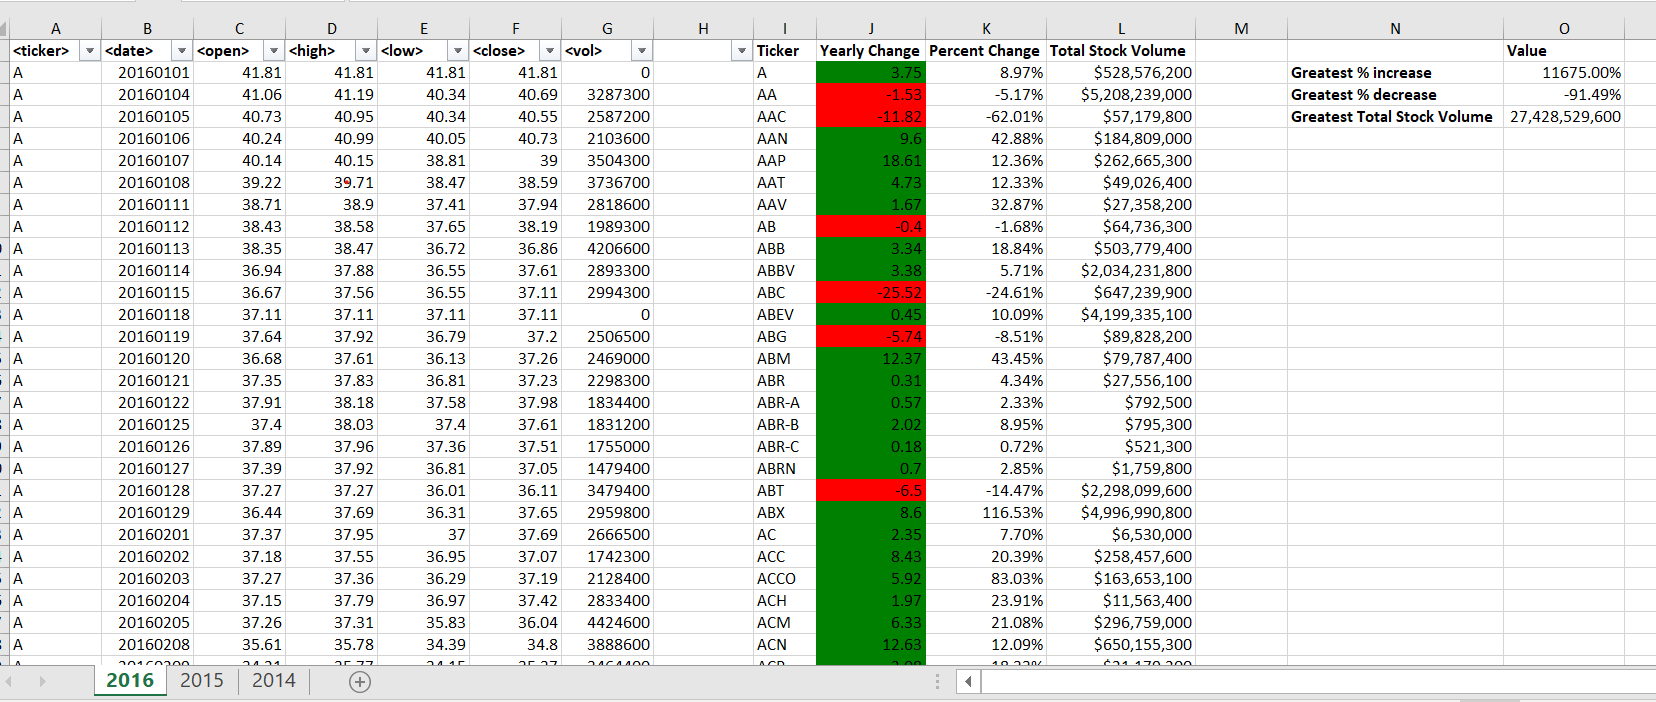 A B C D E F G H I J K L M N O
<ticker> <date> <open> <high> <low> <close> <vol> Ticker Yearly Change Percent Change Total Stock Volume Value
A 20160101 41.81 41.81 41.81 41.81 0 A 3.75 8.97% $528,576,200 Greatest % increase 11675.00%
A 20160104 41.06 41.19 40.34 40.69 3287300 AA -1.53 -5.17% $5,208,239,000 Greatest % decrease -91.49%
A 20160105 40.73 40.95 40.34 40.55 2587200 AAC -11.82 -62.01% $57,179,800 Greatest Total Stock Volume 27,428,529,600
A 20160106 40.24 40.99 40.05 40.73 2103600 AAN 9.6 42.88% $184,809,000
A 20160107 40.14 40.15 38.81 39 3504300 AAP 18.61 12.36% $262,665,300
A 20160108 39.22 39.71 38.47 38.59 3736700 AAT 4.73 12.33% $49,026,400
A 20160111 38.71 38.9 37.41 37.94 2818600 AAV 1.67 32.87% $27,358,200
A 20160112 38.43 38.58 37.65 38.19 1989300 AB -0.4 -1.68% $64,736,300
A 20160113 38.35 38.47 36.72 36.86 4206600 ABB 3.34 18.84% $503,779,400
A 20160114 36.94 37.88 36.55 37.61 2893300 ABBV 3.38 5.71% $2,034,231,800
A 20160115 36.67 37.56 36.55 37.11 2994300 ABC -25.52 -24.61% $647,239,900
A 20160118 37.11 37.11 37.11 37.11 0 ABEV 0.45 10.09% $4,199,335,100
A 20160119 37.64 37.92 36.79 37.2 2506500 ABG -5.74 -8.51% $89,828,200
A 20160120 36.68 37.61 36.13 37.26 2469000 ABM 12.37 43.45% $79,787,400
A 20160121 37.35 37.83 36.81 37.23 2298300 ABR 0.31 4.34% $27,556,100
A 20160122 37.91 38.18 37.58 37.98 1834400 ABR-A 0.57 2.33% $792,500
A 20160125 37.4 38.03 37.4 37.61 1831200 ABR-B 2.02 8.95% $795,300
A 20160126 37.89 37.96 37.36 37.51 1755000 ABR-C 0.18 0.72% $521,300
A 20160127 37.39 37.92 36.81 37.05 1479400 ABRN 0.7 2.85% $1,759,800
A 20160128 37.27 37.27 36.01 36.11 3479400 ABT -6.5 -14.47% $2,298,099,600
A 20160129 36.44 37.69 36.31 37.65 2959800 ABX 8.6 116.53% $4,996,990,800
A 20160201 37.37 37.95 37 37.69 2666500 AC 2.35 7.70% $6,530,000
A 20160202 37.18 37.55 36.95 37.07 1742300 ACC 8.43 20.39% $258,457,600
A 20160203 37.27 37.36 36.29 37.19 2128400 ACCO 5.92 83.03% $163,653,100
A 20160204 37.15 37.79 36.97 37.42 2833400 ACH 1.97 23.91% $11,563,400
A 20160205 37.26 37.31 35.83 36.04 4424600 ACM 6.33 21.08% $296,759,000
A 20160208 35.61 35.78 34.39 34.8 3888600 ACN 12.63 12.09% $650,155,300
2016 2015 2014